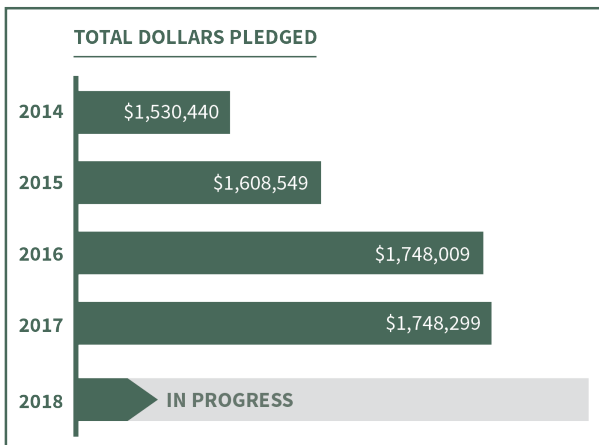 TOTAL DOLLARS PLEDGED
2014 $1,530,440
2015 $1,608,549
2016 $1,748,009
2017 $1,748,299
2018 IN PROGRESS